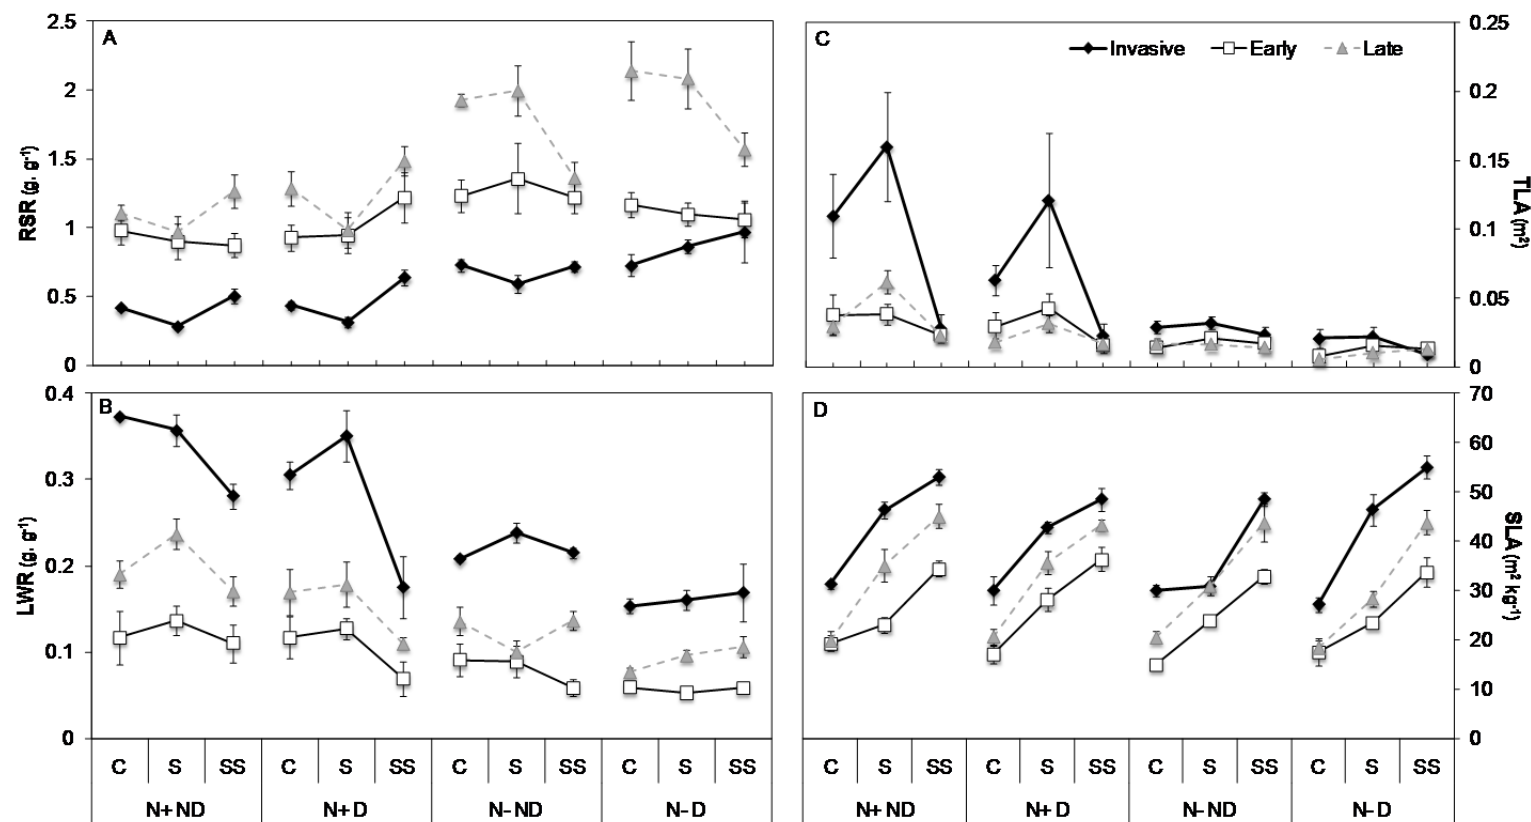 A
2.5
2
1.5
1
0.5
0
RSR (g. g-1)
C
Invasive Early Late
0.25
0.2
0.15
0.1
0.05
0
TLA (m²)
B
0.4
0.3
0.2
0.1
0
LWR (g. g-1)
D
70
60
50
40
30
20
10
0
SLA (m² kg-1)
C S SS C S SS C S SS C S SS
N+ND N+D N-ND N-D
C S SS C S SS C S SS C S SS
N+ND N+D N-ND N-D